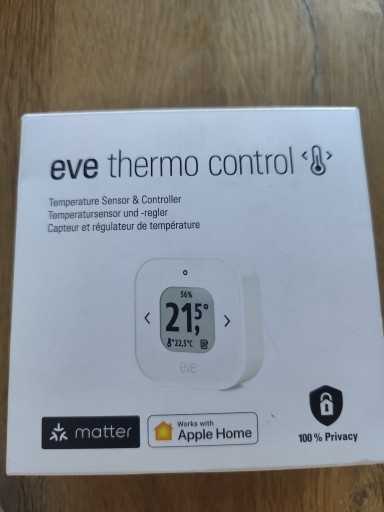 eve thermo control
Temperature Sensor & Controller
Temperatursensor und -regler
Capteur et régulateur de température
56%
21,5°
22,5°C
eve
matter
Works with
Apple Home
100% Privacy